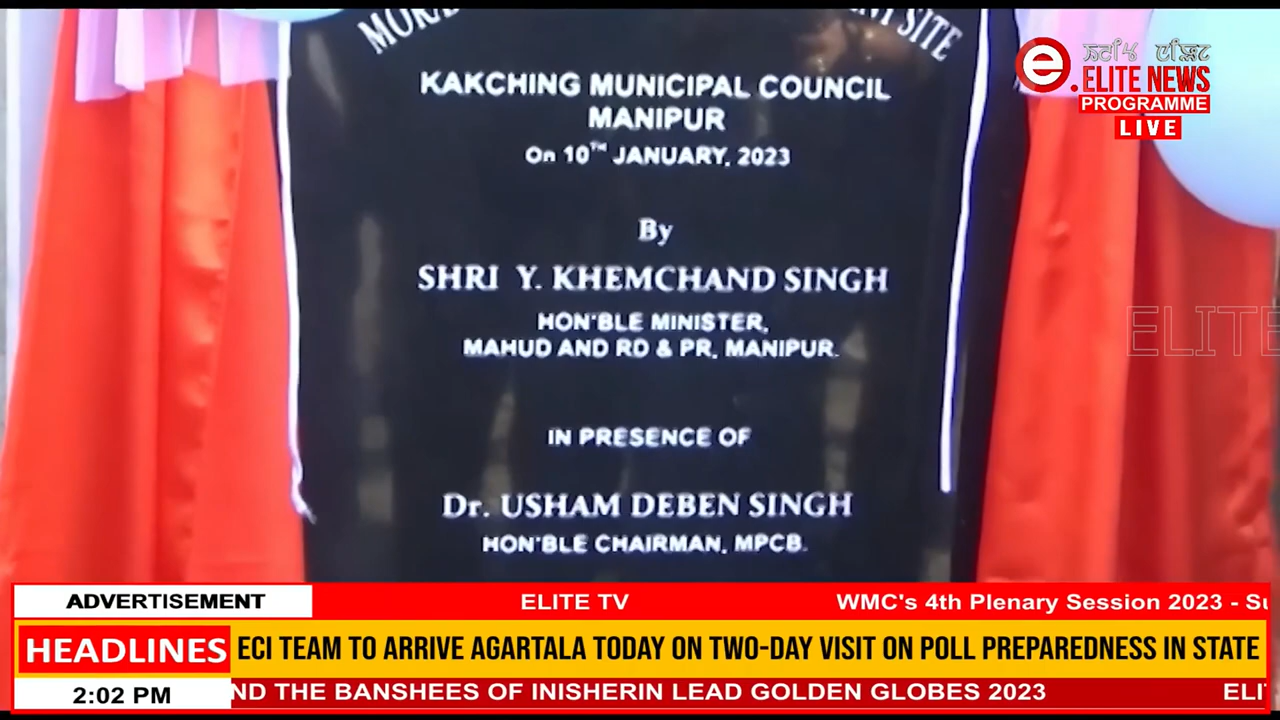 SITE
KAKCHING MUNICIPAL COUNCIL
MANIPUR
On 10TH JANUARY, 2023
By
SHRI Y. KHEMCHAND SINGH
HON'BLE MINISTER,
MAHUD AND RD & PR, MANIPUR.
IN PRESENCE OF
Dr. USHAM DEBEN SINGH
HON'BLE CHAIRMAN, MPCB.
e.
ELITE NEWS
PROGRAMME
LIVE
ELITE
ADVERTISEMENT
ELITE TV
WMC's 4th Plenary Session 2023 - Su
HEADLINES
ECI TEAM TO ARRIVE AGARTALA TODAY ON TWO-DAY VISIT ON POLL PREPAREDNESS IN STATE
2:02 PM
ND THE BANSHEES OF INISHERIN LEAD GOLDEN GLOBES 2023
ELI